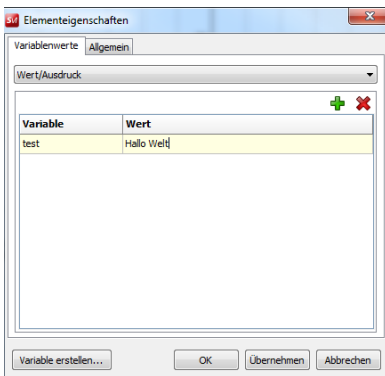 Elementeigenschaften
Variablenwerte Allgemein
Wert/Ausdruck
Variable Wert
test Hallo Welt
Variable erstellen... OK Übernehmen Abbrechen